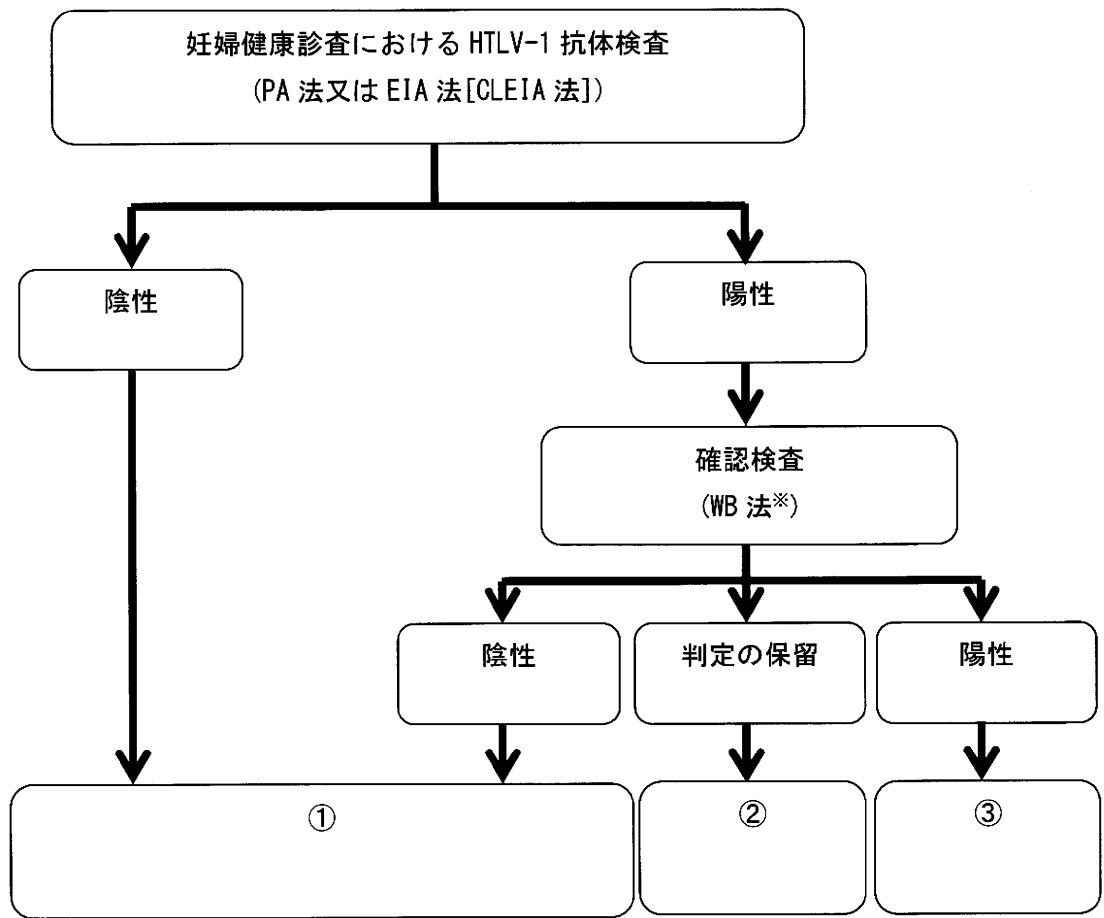 妊婦健康診査における HTLV-1 抗体検査
(PA 法又は EIA 法[CLEIA 法])
陰性
陽性
確認検査
(WB 法※)
陰性
判定の保留
陽性
①
②
③